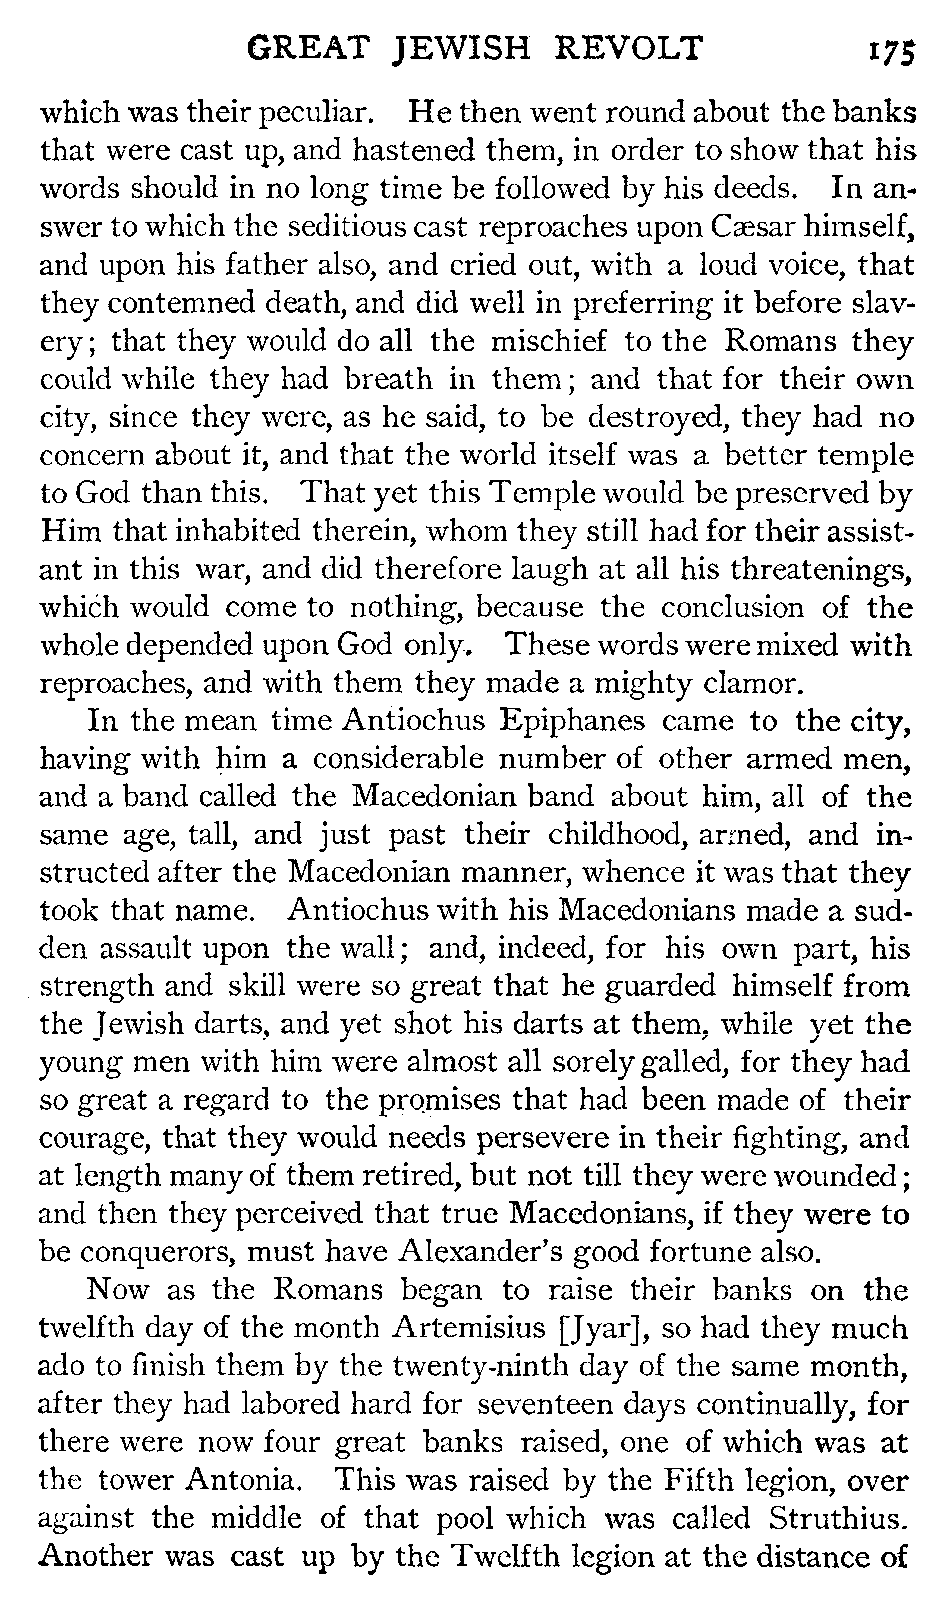 GREAT JEWISH REVOLT 175
which was their peculiar. He then went round about the banks
that were cast up, and hastened them, in order to show that his
words should in no long time be followed by his deeds. In an-
swer to which the seditious cast reproaches upon Cæsar himself,
and upon his father also, and cried out, with a loud voice, that
they contemned death, and did well in preferring it before slav-
ery; that they would do all the mischief to the Romans they
could while they had breath in them; and that for their own
city, since they were, as he said, to be destroyed, they had no
concern about it, and that the world itself was a better temple
to God than this. That yet this Temple would be preserved by
Him that inhabited therein, whom they still had for their assist-
ant in this war, and did therefore laugh at all his threatenings,
which would come to nothing, because the conclusion of the
whole depended upon God only. These words were mixed with
reproaches, and with them they made a mighty clamor.
In the mean time Antiochus Epiphanes came to the city,
having with him a considerable number of other armed men,
and a band called the Macedonian band about him, all of the
same age, tall, and just past their childhood, armed, and in-
structed after the Macedonian manner, whence it was that they
took that name. Antiochus with his Macedonians made a sud-
den assault upon the wall; and, indeed, for his own part, his
strength and skill were so great that he guarded himself from
the Jewish darts, and yet shot his darts at them, while yet the
young men with him were almost all sorely galled, for they had
so great a regard to the promises that had been made of their
courage, that they would needs persevere in their fighting, and
at length many of them retired, but not till they were wounded;
and then they perceived that true Macedonians, if they were to
be conquerors, must have Alexander's good fortune also.
Now as the Romans began to raise their banks on the
twelfth day of the month Artemisius [Jyar], so had they much
ado to finish them by the twenty-ninth day of the same month,
after they had labored hard for seventeen days continually, for
there were now four great banks raised, one of which was at
the tower Antonia. This was raised by the Fifth legion, over
against the middle of that pool which was called Struthius.
Another was cast up by the Twelfth legion at the distance of